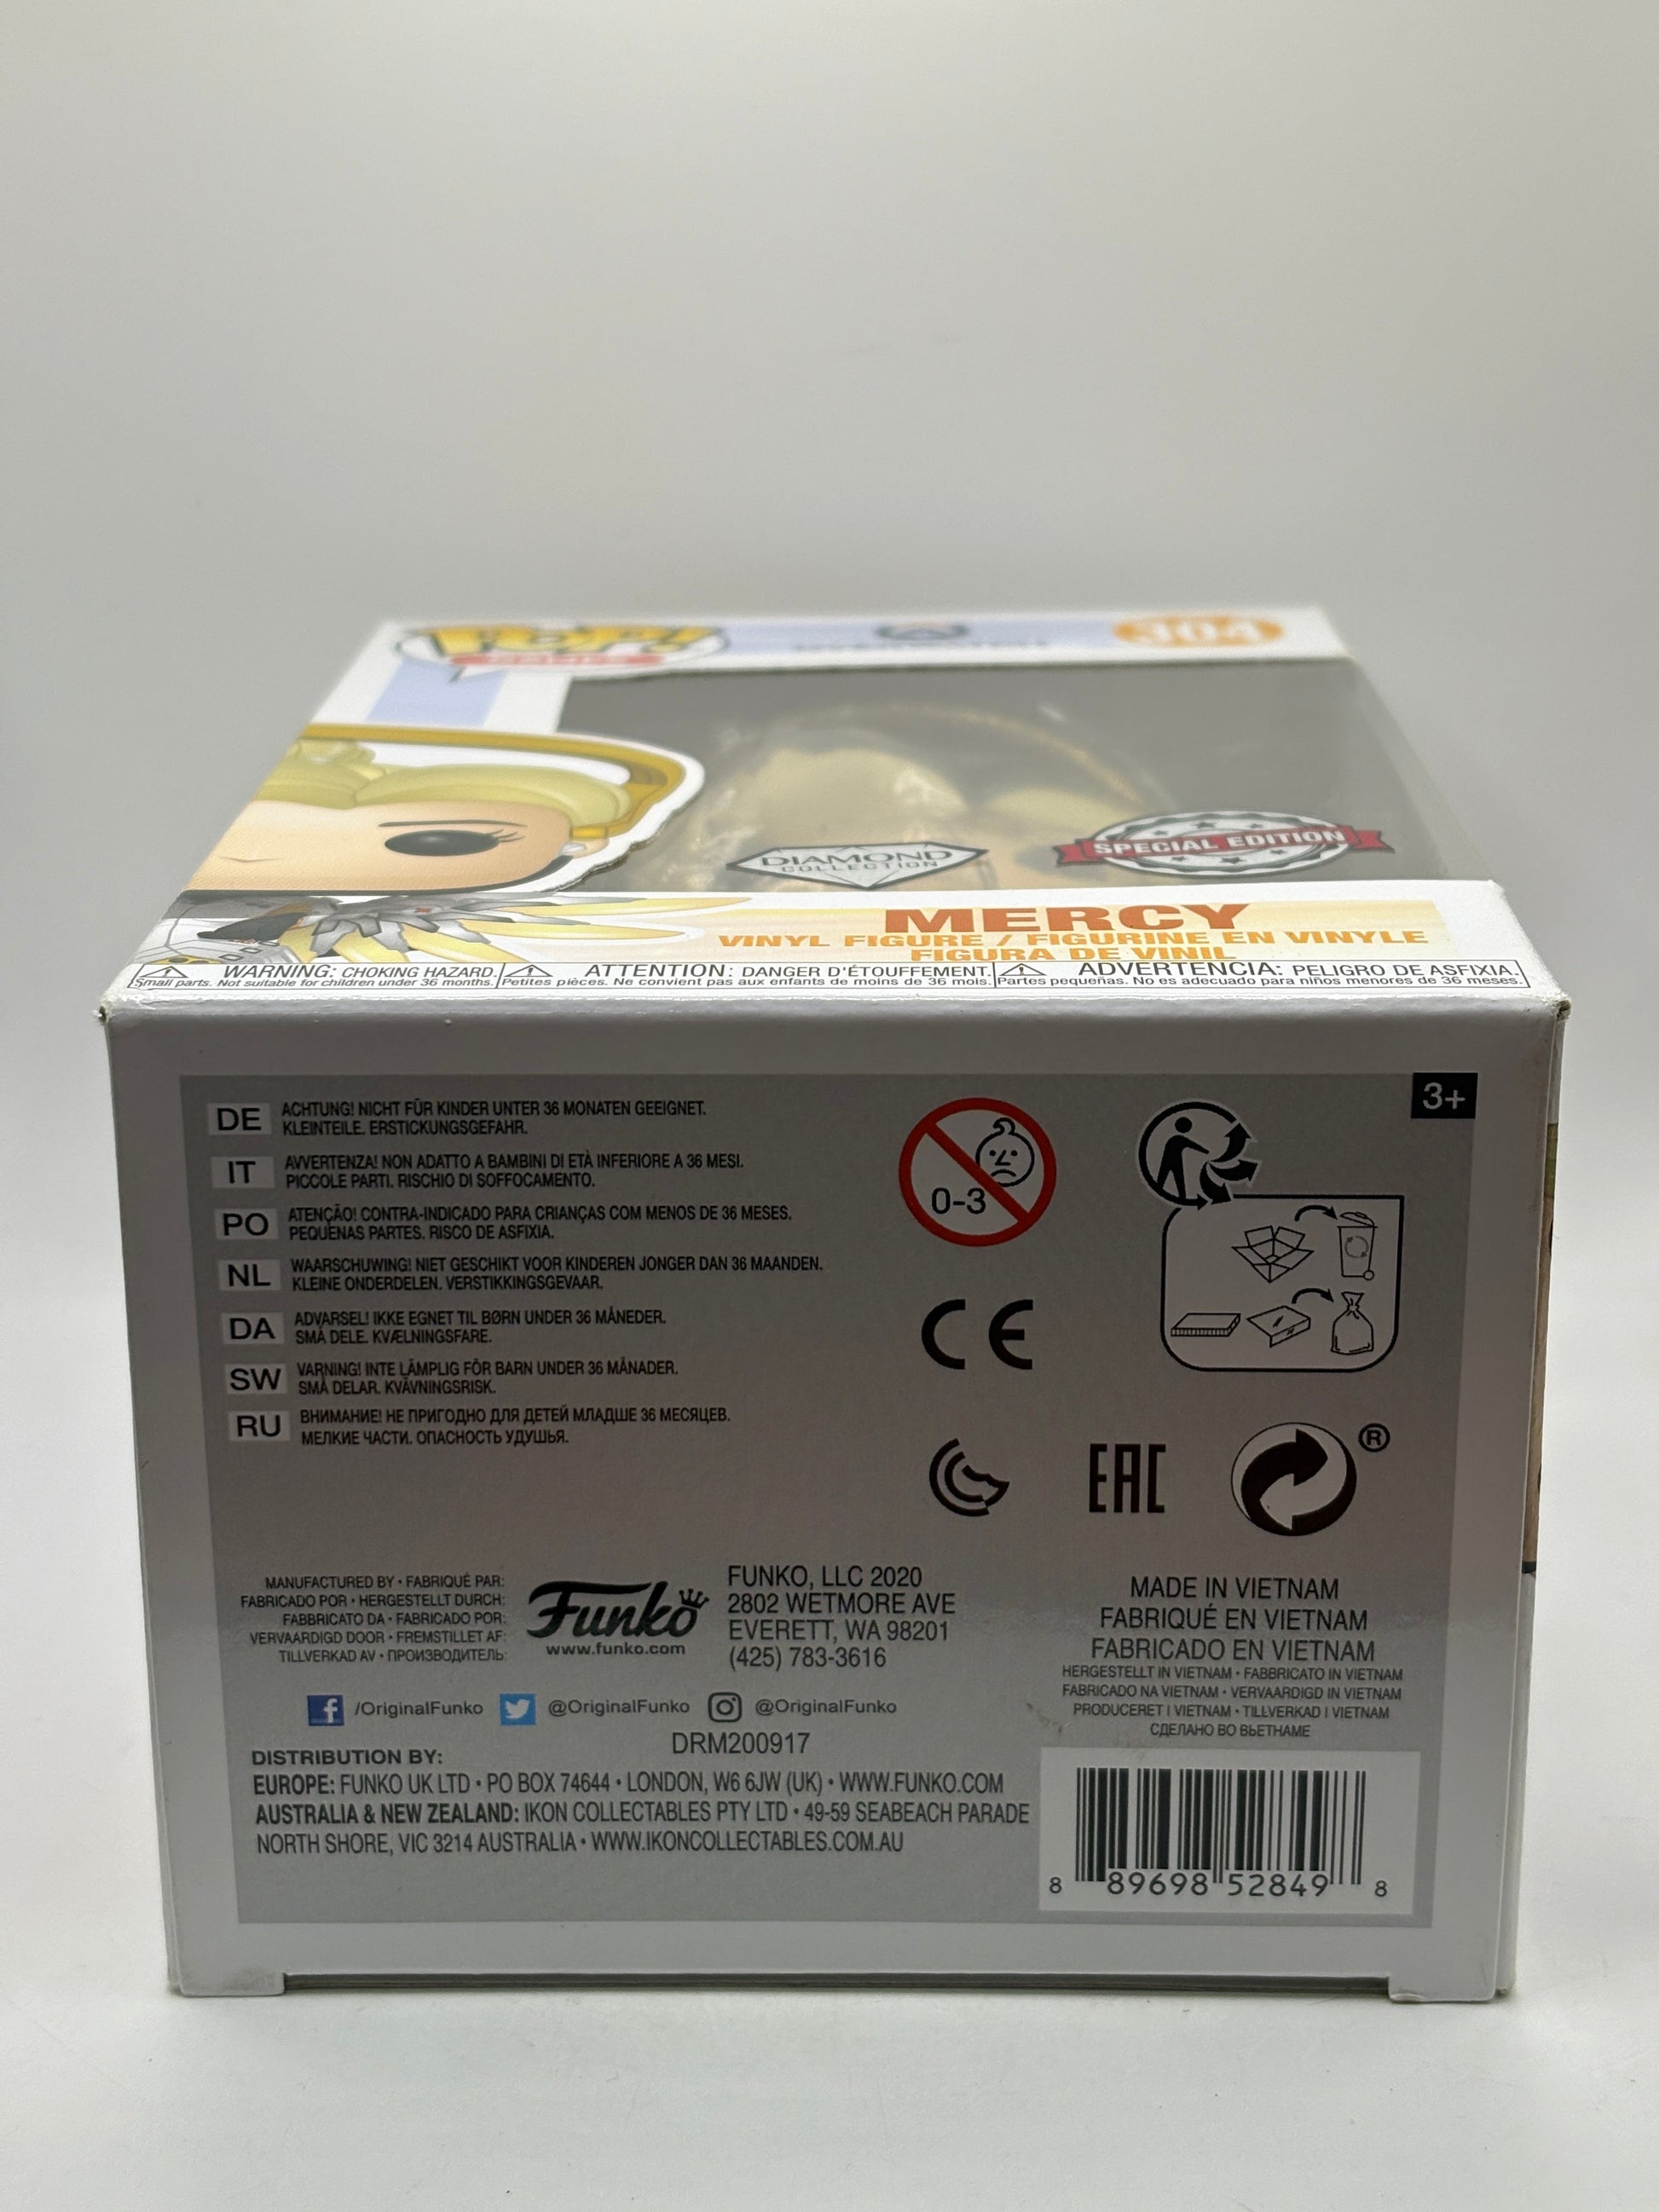 POP!
GAMES
OVERWATCH
304
DIAMOND
COLLECTION
SPECIAL EDITION
MERCY
VINYL FIGURE / FIGURINE EN VINYLE
FIGURA DE VINIL
WARNING: CHOKING HAZARD.
Small parts. Not suitable for children under 36 months.
ATTENTION: DANGER D'ÉTOUFFEMENT.
Petites pièces. Ne convient pas aux enfants de moins de 36 mois.
ADVERTENCIA: PELIGRO DE ASFIXIA.
Partes pequeñas. No es adecuado para niños menores de 36 meses.
3+
DE ACHTUNG! NICHT FÜR KINDER UNTER 36 MONATEN GEEIGNET.
KLEINTEILE. ERSTICKUNGSGEFAHR.
IT AVVERTENZA! NON ADATTO A BAMBINI DI ETÀ INFERIORE A 36 MESI.
PICCOLE PARTI. RISCHIO DI SOFFOCAMENTO.
PO ATENÇÃO! CONTRA-INDICADO PARA CRIANÇAS COM MENOS DE 36 MESES.
PEQUENAS PARTES. RISCO DE ASFIXIA.
NL WAARSCHUWING! NIET GESCHIKT VOOR KINDEREN JONGER DAN 36 MAANDEN.
KLEINE ONDERDELEN. VERSTIKKINGSGEVAAR.
DA ADVARSEL! IKKE EGNET TIL BØRN UNDER 36 MÅNEDER.
SMÅ DELE. KVÆLNINGSFARE.
SW VARNING! INTE LÄMPLIG FÖR BARN UNDER 36 MÅNADER.
SMÅ DELAR. KVÄVNINGSRISK.
RU ВНИМАНИЕ! НЕ ПРИГОДНО ДЛЯ ДЕТЕЙ МЛАДШЕ 36 МЕСЯЦЕВ.
МЕЛКИЕ ЧАСТИ. ОПАСНОСТЬ УДУШЬЯ.
0-3
CE
EAC
®
MANUFACTURED BY • FABRIQUÉ PAR:
FABRICADO POR • HERGESTELLT DURCH:
FABBRICATO DA • FABRICADO POR:
VERVAARDIGD DOOR • FREMSTILLET AF:
TILLVERKAD AV • ПРОИЗВОДИТЕЛЬ:
Funko
www.funko.com
FUNKO, LLC 2020
2802 WETMORE AVE
EVERETT, WA 98201
(425) 783-3616
MADE IN VIETNAM
FABRIQUÉ EN VIETNAM
FABRICADO EN VIETNAM
HERGESTELLT IN VIETNAM • FABBRICATO IN VIETNAM
FABRICADO NA VIETNAM • VERVAARDIGD IN VIETNAM
PRODUCERET I VIETNAM • TILLVERKAD I VIETNAM
СДЕЛАНО ВО ВЬЕТНАМЕ
f /OriginalFunko @OriginalFunko @OriginalFunko
DRM200917
DISTRIBUTION BY:
EUROPE: FUNKO UK LTD • PO BOX 74644 • LONDON, W6 6JW (UK) • WWW.FUNKO.COM
AUSTRALIA & NEW ZEALAND: IKON COLLECTABLES PTY LTD • 49-59 SEABEACH PARADE
NORTH SHORE, VIC 3214 AUSTRALIA • WWW.IKONCOLLECTABLES.COM.AU
8 89698 52849 8